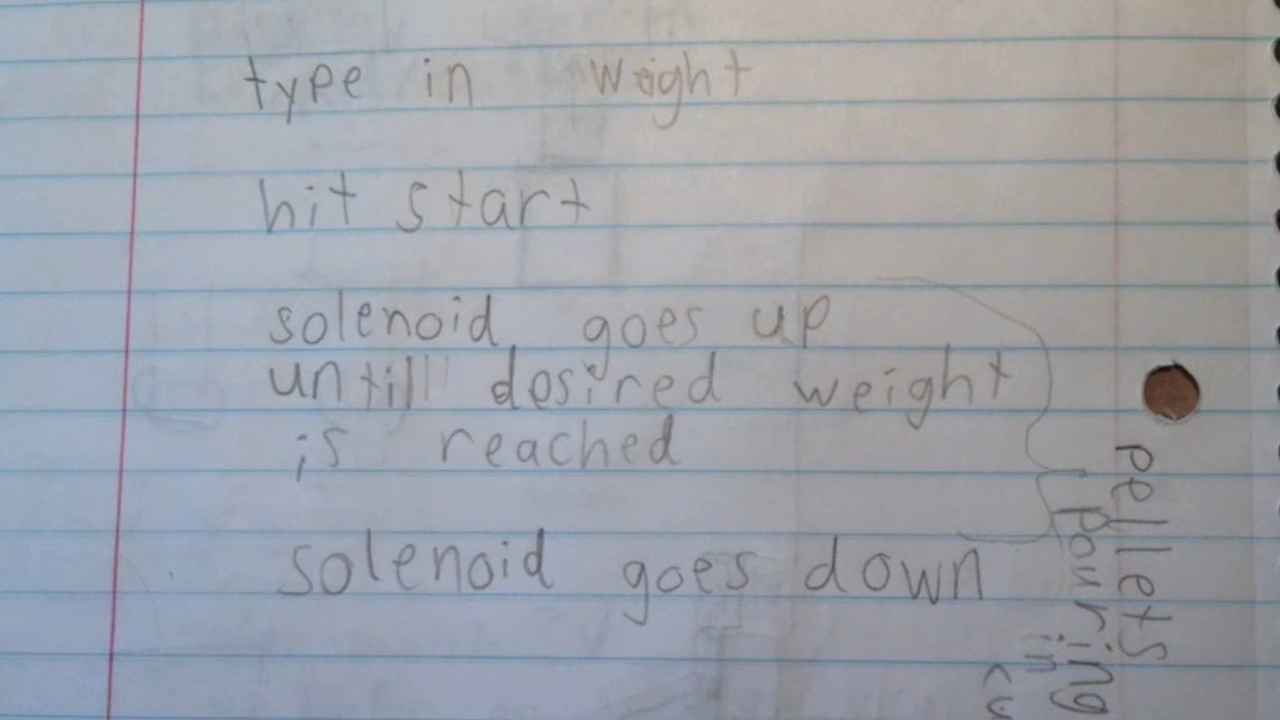 type in weight
hit start
solenoid goes up
untill desired weight
is reached
solenoid goes down
pellets
pouring
in